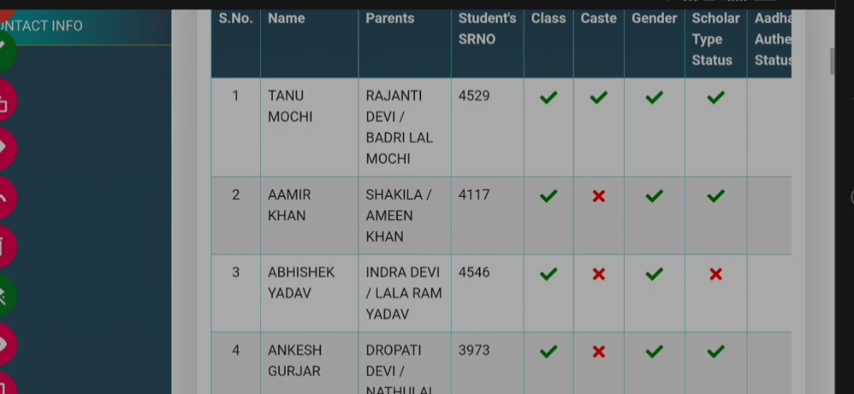 ONTACT INFO
S.No. Name Parents Student's SRNO Class Caste Gender Scholar Type Status Aadha Authe Status
1 TANU MOCHI RAJANTI DEVI / BADRI LAL MOCHI 4529
2 AAMIR KHAN SHAKILA / AMEEN KHAN 4117
3 ABHISHEK YADAV INDRA DEVI / LALA RAM YADAV 4546
4 ANKESH GURJAR DROPATI DEVI / NATHULAL 3973